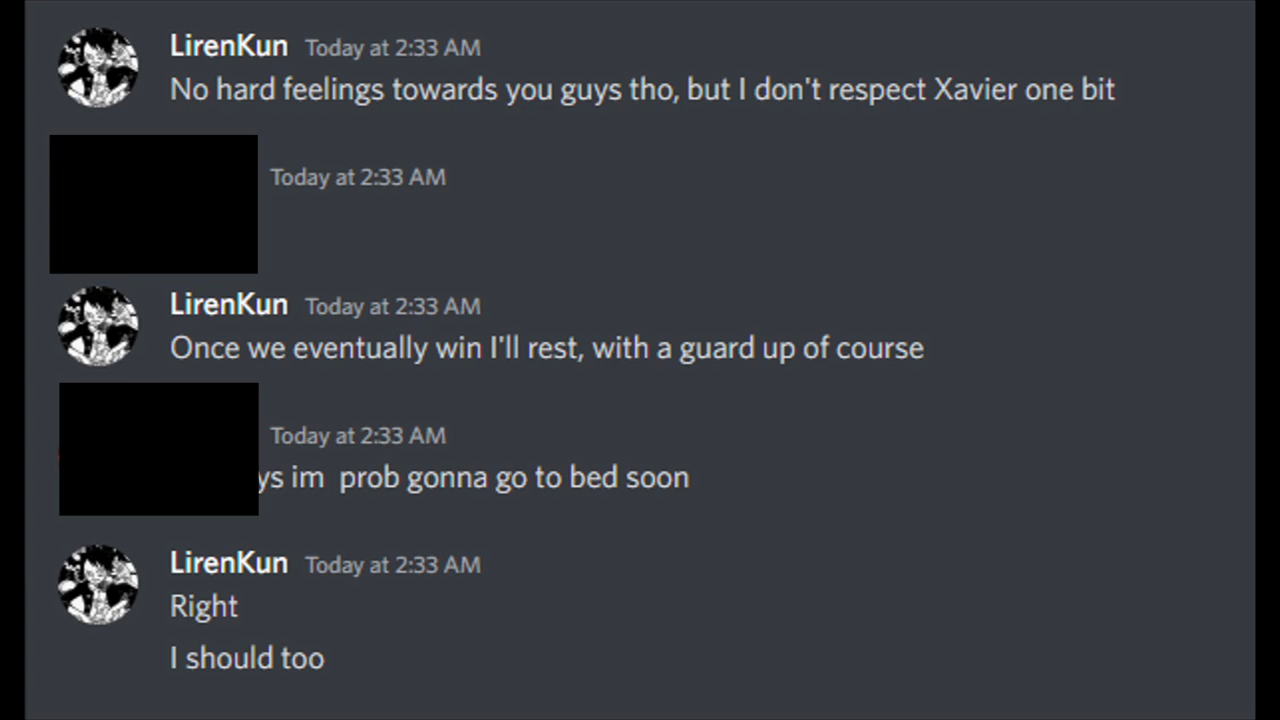 LirenKun Today at 2:33 AM
No hard feelings towards you guys tho, but I don't respect Xavier one bit
Today at 2:33 AM
LirenKun Today at 2:33 AM
Once we eventually win I'll rest, with a guard up of course
Today at 2:33 AM
ys im prob gonna go to bed soon
LirenKun Today at 2:33 AM
Right
I should too